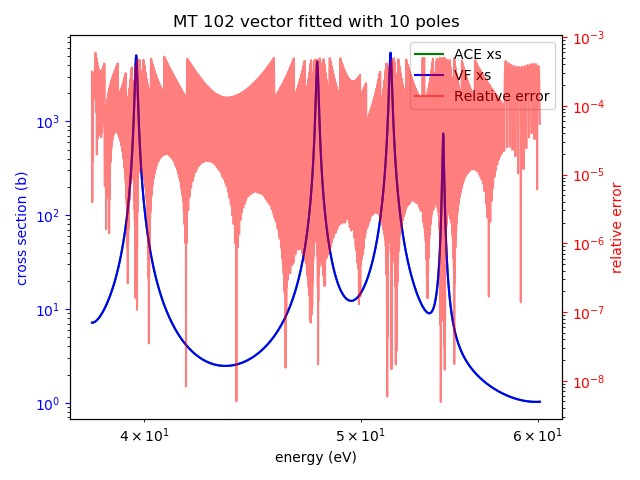 MT 102 vector fitted with 10 poles
ACE xs
VF xs
Relative error
cross section (b)
10³
10²
10¹
10⁰
10⁻³
10⁻⁴
10⁻⁵
10⁻⁶
10⁻⁷
10⁻⁸
relative error
4 × 10¹
5 × 10¹
6 × 10¹
energy (eV)